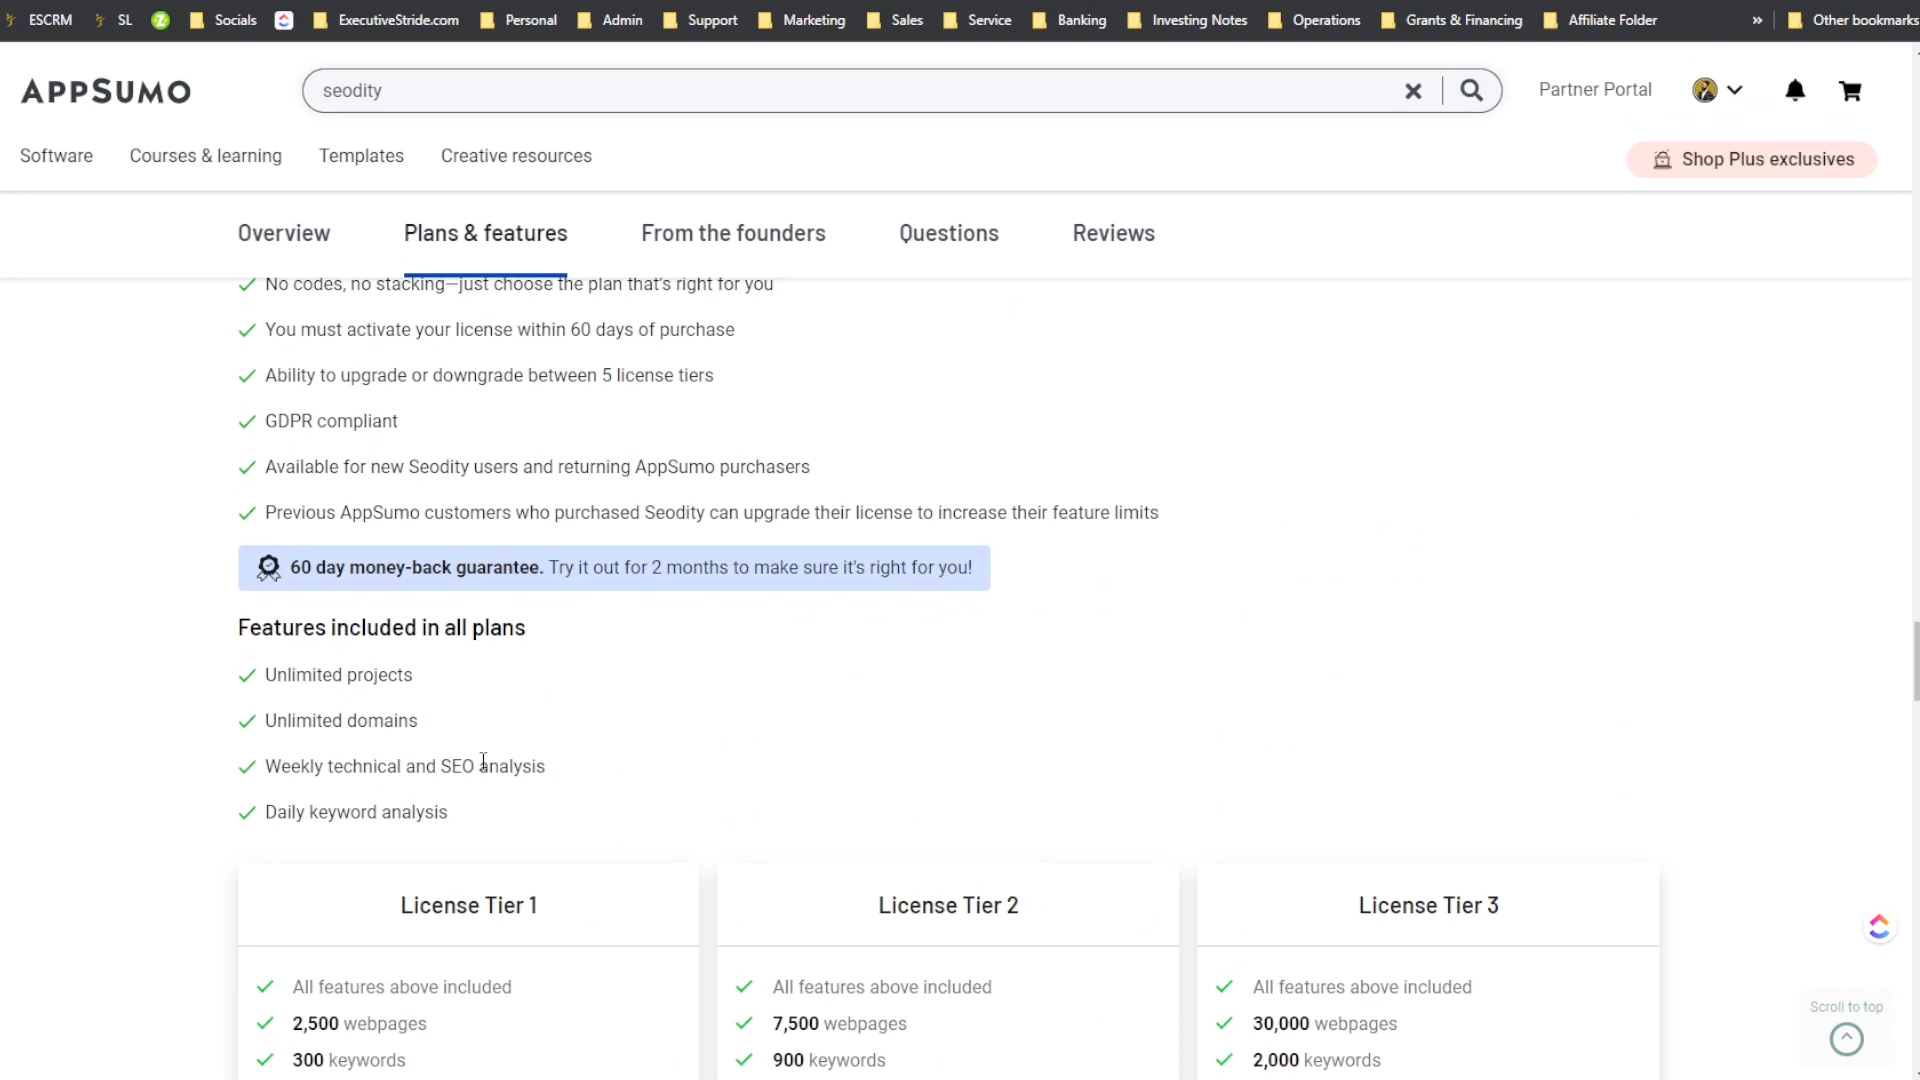 ESCRM SL Socials ExecutiveStride.com Personal Admin Support Marketing Sales Service Banking Investing Notes Operations Grants & Financing Affiliate Folder » Other bookmarks
APPSUMO seodity Partner Portal
Software Courses & learning Templates Creative resources Shop Plus exclusives
Overview Plans & features From the founders Questions Reviews
No codes, no stacking—just choose the plan that's right for you
You must activate your license within 60 days of purchase
Ability to upgrade or downgrade between 5 license tiers
GDPR compliant
Available for new Seodity users and returning AppSumo purchasers
Previous AppSumo customers who purchased Seodity can upgrade their license to increase their feature limits
60 day money-back guarantee. Try it out for 2 months to make sure it's right for you!
Features included in all plans
Unlimited projects
Unlimited domains
Weekly technical and SEO analysis
Daily keyword analysis
License Tier 1 License Tier 2 License Tier 3
All features above included All features above included All features above included
2,500 webpages 7,500 webpages 30,000 webpages
300 keywords 900 keywords 2,000 keywords
Scroll to top